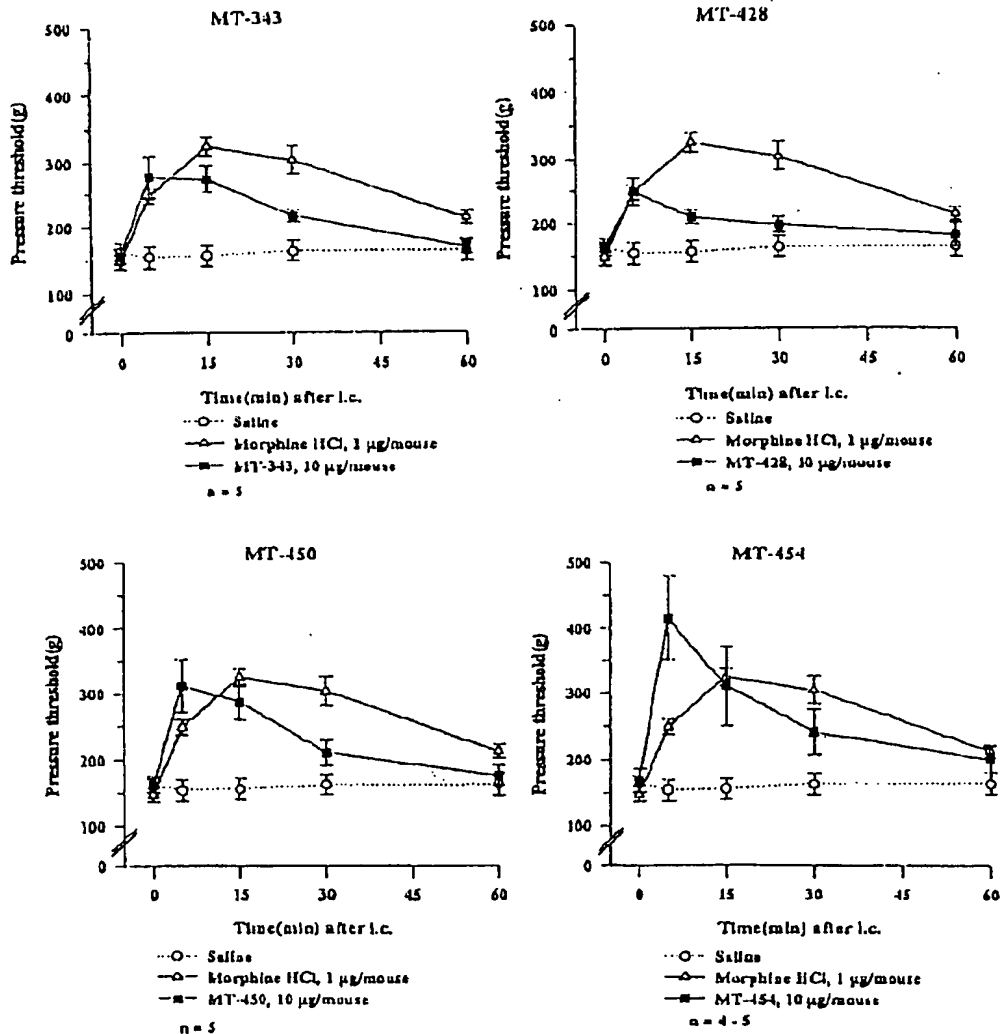 MT-343
Pressure threshold(g)
500
400
300
200
100
0
0 15 30 45 60
Time(min) after i.c.
Saline
Morphine HCl, 1 µg/mouse
MT-343, 10 µg/mouse
n = 5
MT-428
Pressure threshold(g)
500
400
300
200
100
0
0 15 30 45 60
Time(min) after i.c.
Saline
Morphine HCl, 1 µg/mouse
MT-428, 10 µg/mouse
n = 5
MT-450
Pressure threshold(g)
500
400
300
200
100
0
0 15 30 45 60
Time(min) after i.c.
Saline
Morphine HCl, 1 µg/mouse
MT-450, 10 µg/mouse
n = 5
MT-454
Pressure threshold(g)
500
400
300
200
100
0
0 15 30 45 60
Time(min) after i.c.
Saline
Morphine HCl, 1 µg/mouse
MT-454, 10 µg/mouse
n = 4 - 5